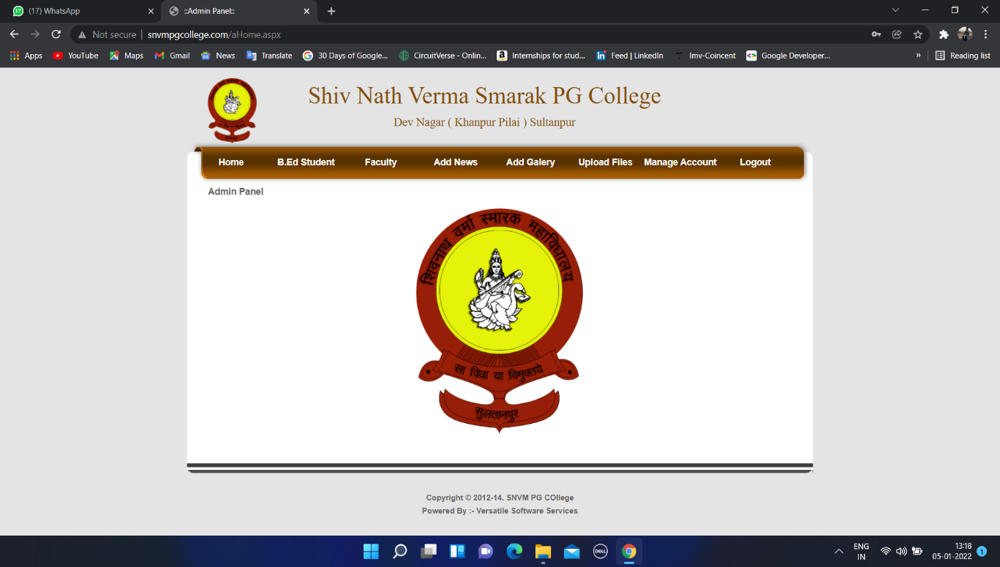 (17) WhatsApp
::Admin Panel::
Not secure
snvmpgcollege.com/aHome.aspx
Apps
YouTube
Maps
Gmail
News
Translate
30 Days of Google...
CircuitVerse - Onlin...
Internships for stud...
Feed | LinkedIn
Imv-Coincent
Google Developer...
»
Reading list
Shiv Nath Verma Smarak PG College
Dev Nagar ( Khanpur Pilai ) Sultanpur
Home
B.Ed Student
Faculty
Add News
Add Galery
Upload Files
Manage Account
Logout
Admin Panel
शिवनाथ वर्मा स्मारक महाविधालय
सा विधा या विमुक्तये
सुलतानपुर
Copyright © 2012-14. SNVM PG COllege
Powered By :- Versatile Software Services
DELL
ENG
IN
13:18
05-01-2022
1